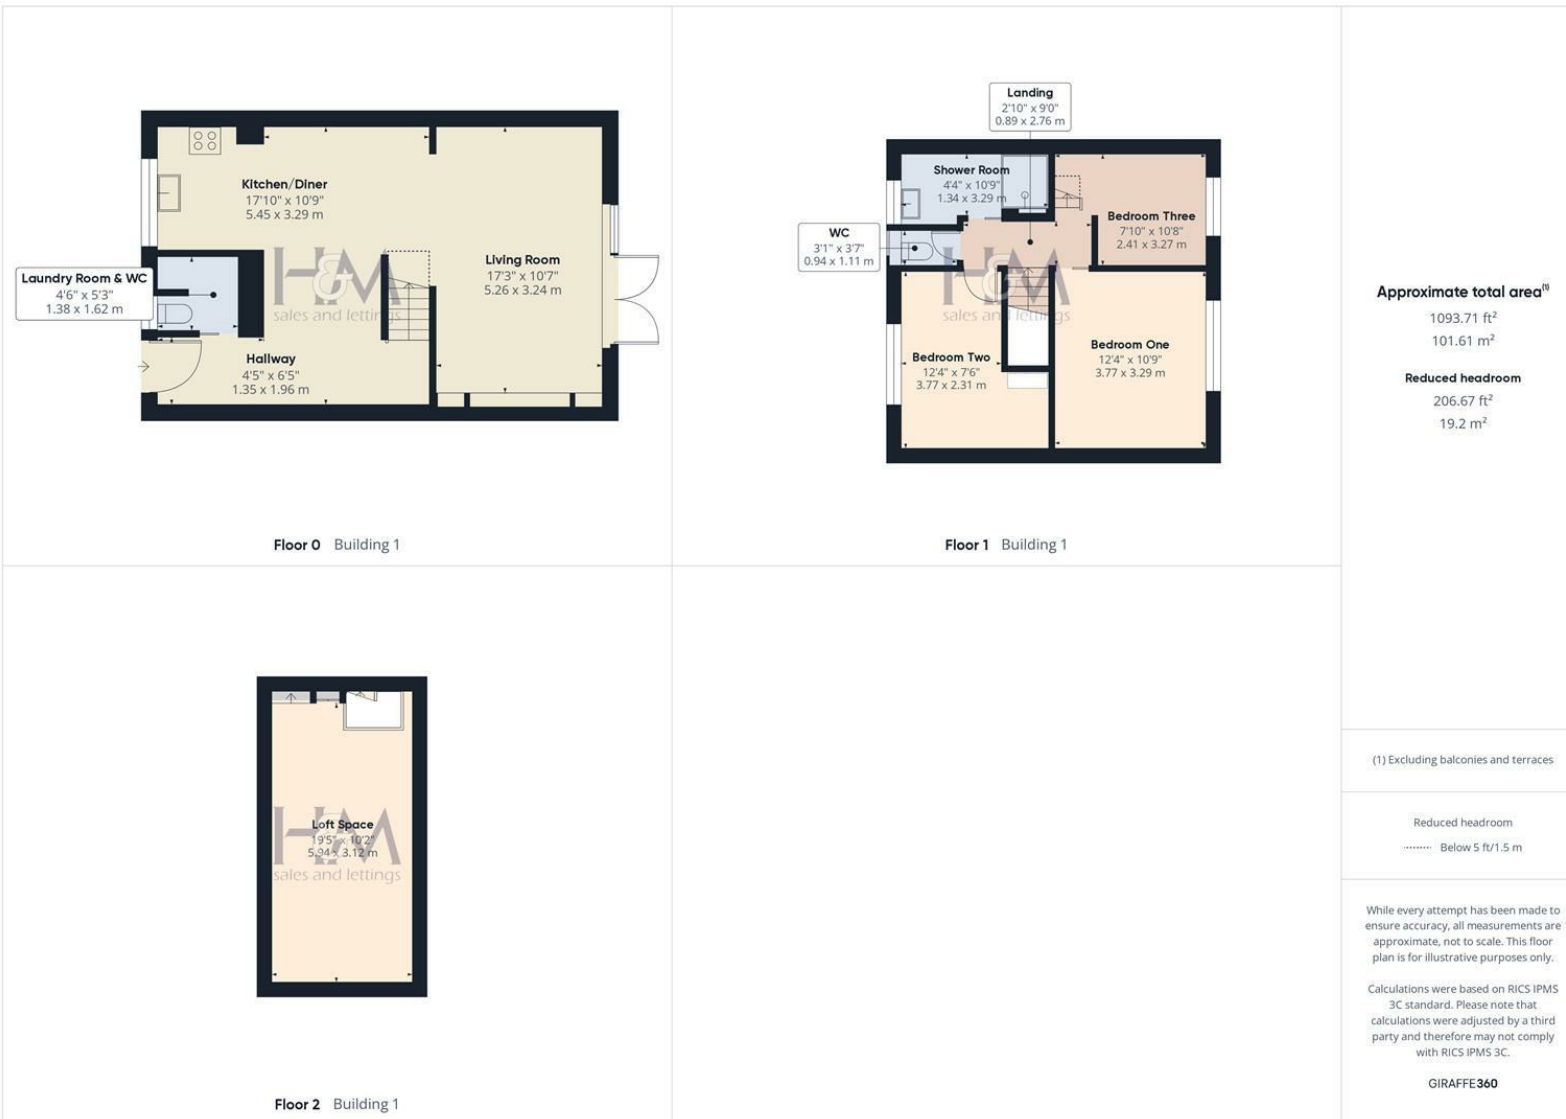 Kitchen/Diner
17'10" x 10'9"
5.45 x 3.29 m
Laundry Room & WC
4'6" x 5'3"
1.38 x 1.62 m
Living Room
17'3" x 10'7"
5.26 x 3.24 m
H&M
sales and lettings
Hallway
4'5" x 6'5"
1.35 x 1.96 m
Floor 0 Building 1
Landing
2'10" x 9'0"
0.89 x 2.76 m
Shower Room
4'4" x 10'9"
1.34 x 3.29 m
Bedroom Three
7'10" x 10'8"
2.41 x 3.27 m
WC
3'1" x 3'7"
0.94 x 1.11 m
H&M
sales and lettings
Bedroom One
12'4" x 10'9"
3.77 x 3.29 m
Bedroom Two
12'4" x 7'6"
3.77 x 2.31 m
Floor 1 Building 1
Loft Space
19'5" x 10'2"
5.94 x 3.12 m
H&M
sales and lettings
Floor 2 Building 1
Approximate total area(1)
1093.71 ft²
101.61 m²
Reduced headroom
206.67 ft²
19.2 m²
(1) Excluding balconies and terraces
Reduced headroom
Below 5 ft/1.5 m
While every attempt has been made to
ensure accuracy, all measurements are
approximate, not to scale. This floor
plan is for illustrative purposes only.
Calculations were based on RICS IPMS
3C standard. Please note that
calculations were adjusted by a third
party and therefore may not comply
with RICS IPMS 3C.
GIRAFFE360